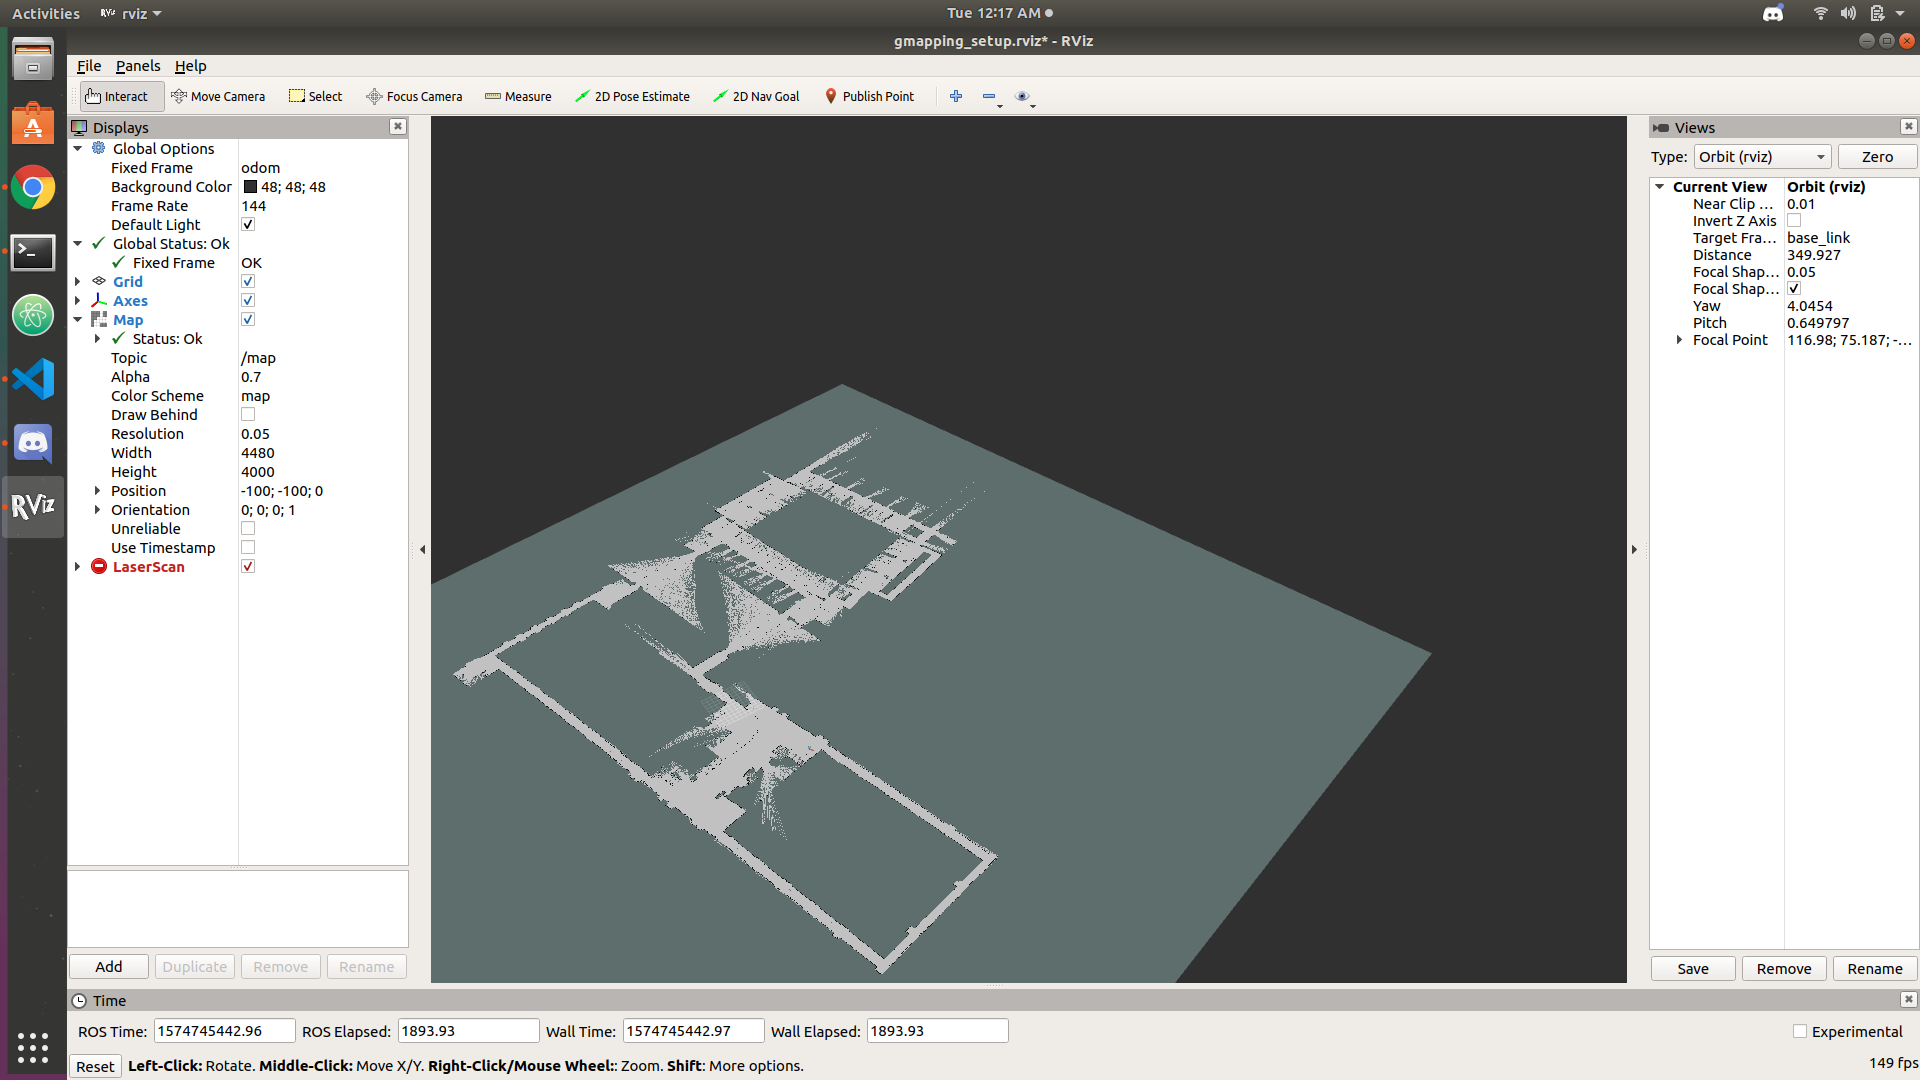 Activities RViz rviz Tue 12:17 AM
gmapping_setup.rviz* - RViz
File Panels Help
Interact Move Camera Select Focus Camera Measure 2D Pose Estimate 2D Nav Goal Publish Point
Displays
Global Options
Fixed Frame odom
Background Color 48; 48; 48
Frame Rate 144
Default Light
Global Status: Ok
Fixed Frame OK
Grid
Axes
Map
Status: Ok
Topic /map
Alpha 0.7
Color Scheme map
Draw Behind
Resolution 0.05
Width 4480
Height 4000
Position -100; -100; 0
Orientation 0; 0; 0; 1
Unreliable
Use Timestamp
LaserScan
Add Duplicate Remove Rename
RViz
Views
Type: Orbit (rviz) Zero
Current View Orbit (rviz)
Near Clip ... 0.01
Invert Z Axis
Target Fra... base_link
Distance 349.927
Focal Shap... 0.05
Focal Shap...
Yaw 4.0454
Pitch 0.649797
Focal Point 116.98; 75.187; -...
Save Remove Rename
Time
ROS Time: 1574745442.96 ROS Elapsed: 1893.93 Wall Time: 1574745442.97 Wall Elapsed: 1893.93 Experimental
Reset Left-Click: Rotate. Middle-Click: Move X/Y. Right-Click/Mouse Wheel:: Zoom. Shift: More options. 149 fps